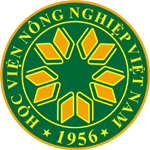 HỌC VIỆN NÔNG NGHIỆP VIỆT NAM
1956